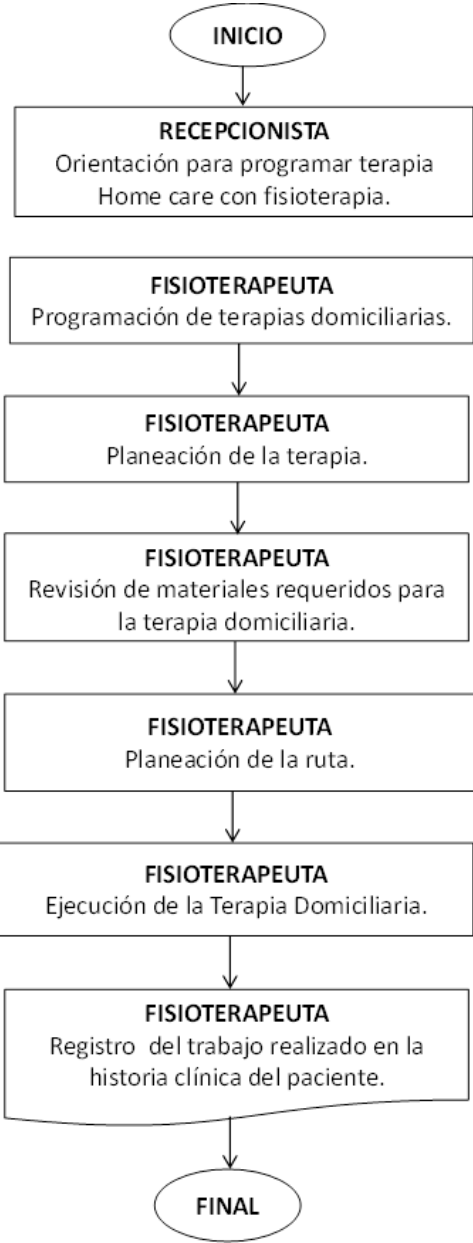 INICIO
RECEPCIONISTA
Orientación para programar terapia
Home care con fisioterapia.
FISIOTERAPEUTA
Programación de terapias domiciliarias.
FISIOTERAPEUTA
Planeación de la terapia.
FISIOTERAPEUTA
Revisión de materiales requeridos para
la terapia domiciliaria.
FISIOTERAPEUTA
Planeación de la ruta.
FISIOTERAPEUTA
Ejecución de la Terapia Domiciliaria.
FISIOTERAPEUTA
Registro  del trabajo realizado en la
historia clínica del paciente.
FINAL